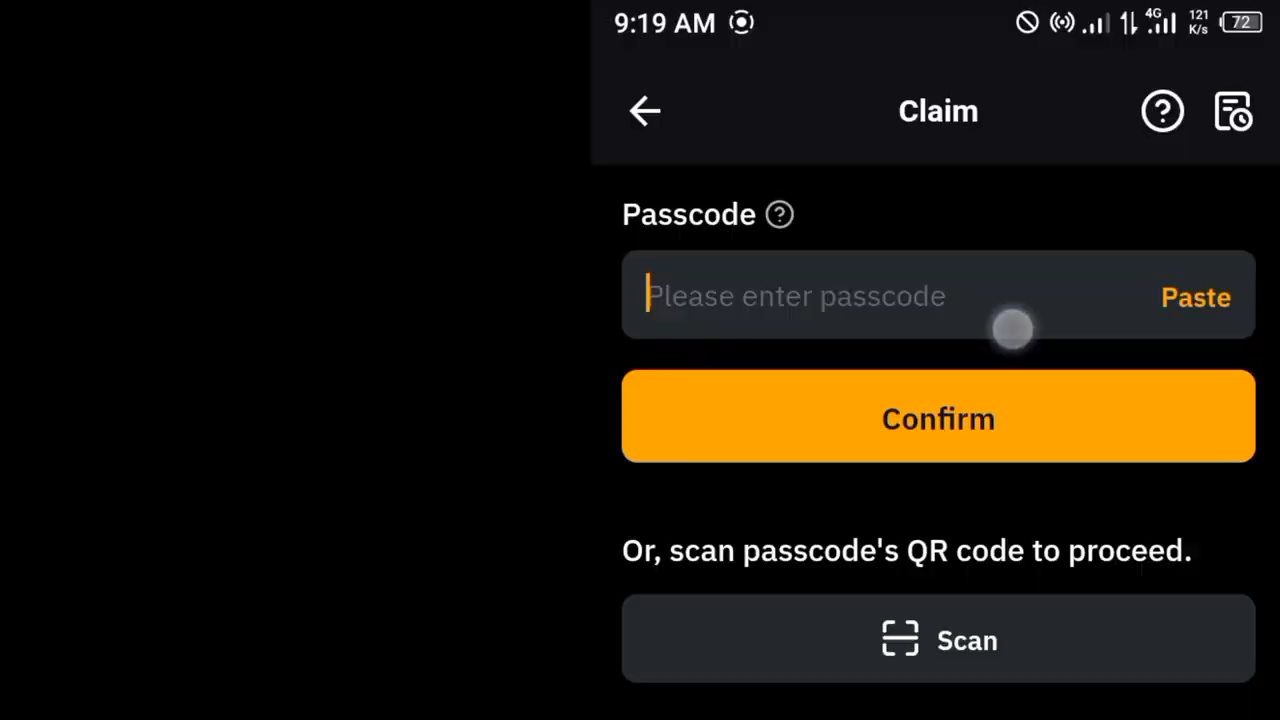 9:19 AM 4G 121 K/s 72
Claim
Passcode
Please enter passcode Paste
Confirm
Or, scan passcode's QR code to proceed.
Scan